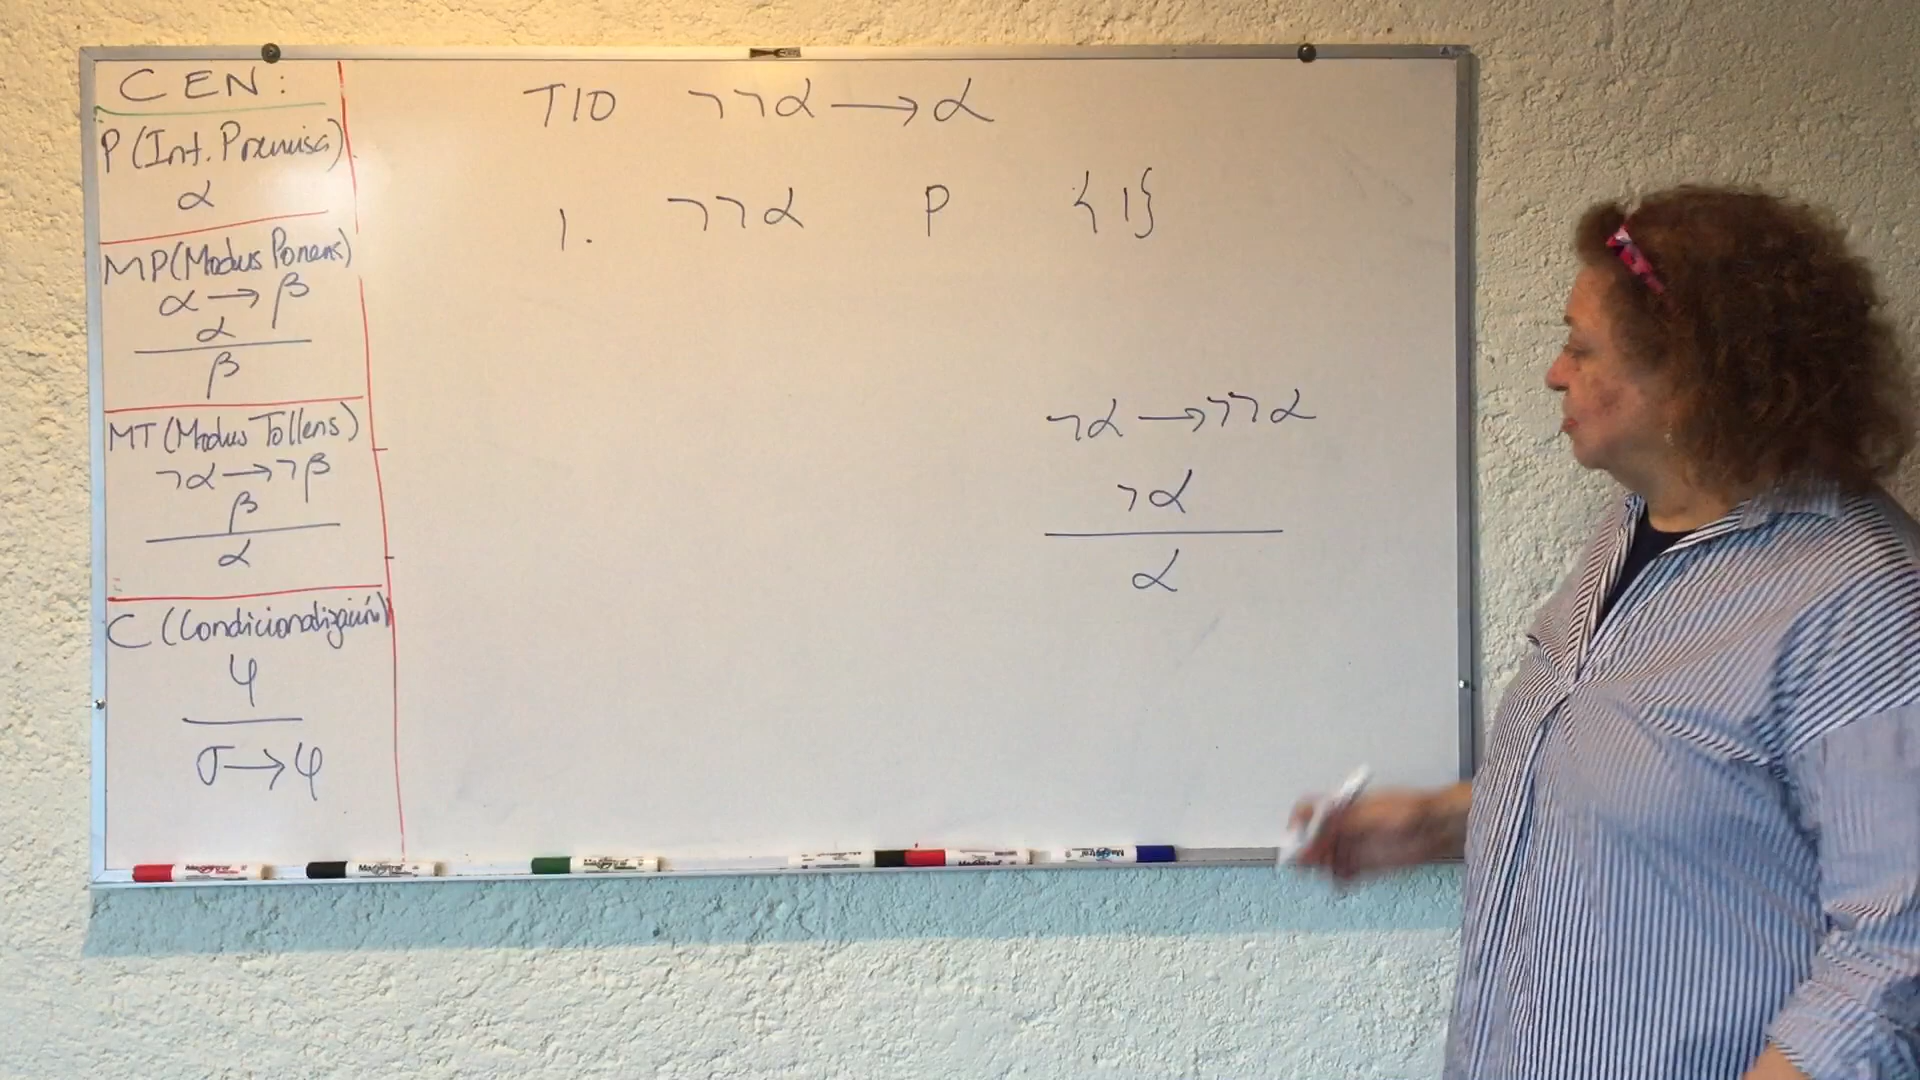 CEN:
P (Int. Premisa)
α
MP (Modus Ponens)
α → β
α
β
MT (Modus Tollens)
¬α → ¬β
β
α
C (Condicionalización)
φ
σ → φ
T10 ¬¬α → α
1. ¬¬α P {1}
¬α → ¬¬α
¬α
α